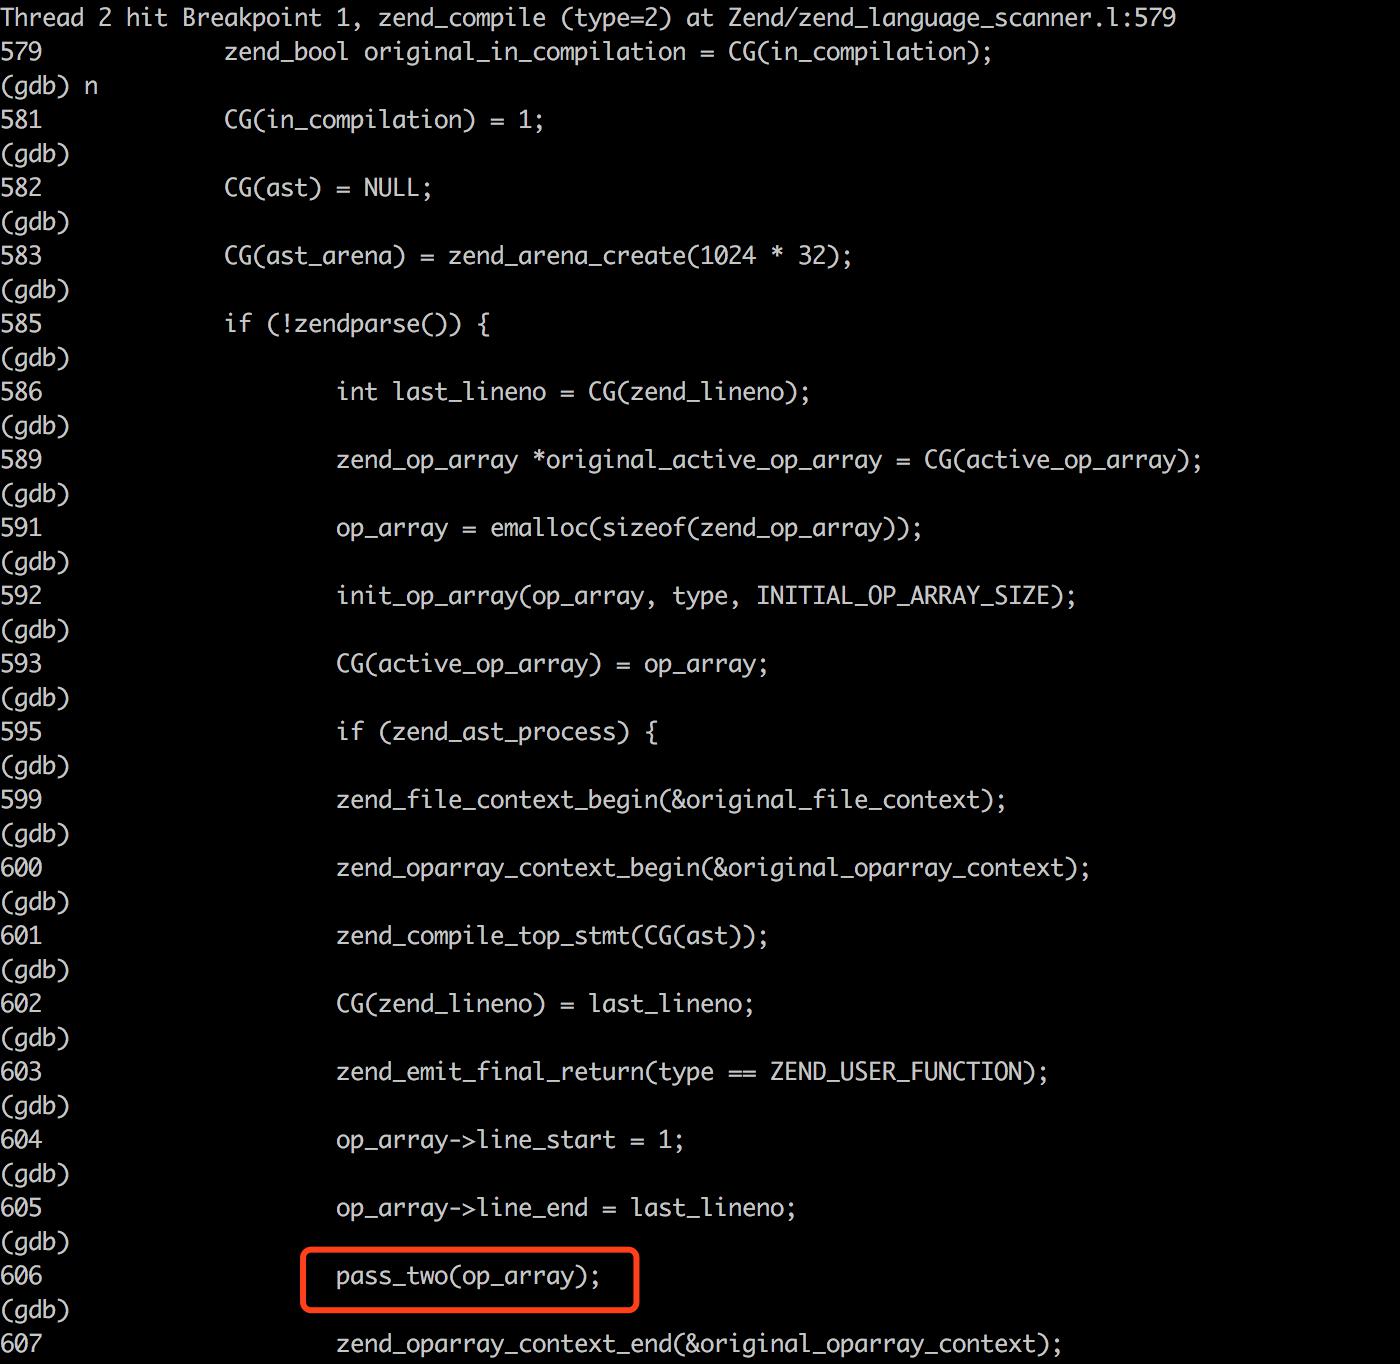 Thread 2 hit Breakpoint 1, zend_compile (type=2) at Zend/zend_language_scanner.l:579
579             zend_bool original_in_compilation = CG(in_compilation);
(gdb) n
581             CG(in_compilation) = 1;
(gdb)
582             CG(ast) = NULL;
(gdb)
583             CG(ast_arena) = zend_arena_create(1024 * 32);
(gdb)
585             if (!zendparse()) {
(gdb)
586                     int last_lineno = CG(zend_lineno);
(gdb)
589                     zend_op_array *original_active_op_array = CG(active_op_array);
(gdb)
591                     op_array = emalloc(sizeof(zend_op_array));
(gdb)
592                     init_op_array(op_array, type, INITIAL_OP_ARRAY_SIZE);
(gdb)
593                     CG(active_op_array) = op_array;
(gdb)
595                     if (zend_ast_process) {
(gdb)
599                     zend_file_context_begin(&original_file_context);
(gdb)
600                     zend_oparray_context_begin(&original_oparray_context);
(gdb)
601                     zend_compile_top_stmt(CG(ast));
(gdb)
602                     CG(zend_lineno) = last_lineno;
(gdb)
603                     zend_emit_final_return(type == ZEND_USER_FUNCTION);
(gdb)
604                     op_array->line_start = 1;
(gdb)
605                     op_array->line_end = last_lineno;
(gdb)
606                     pass_two(op_array);
(gdb)
607                     zend_oparray_context_end(&original_oparray_context);